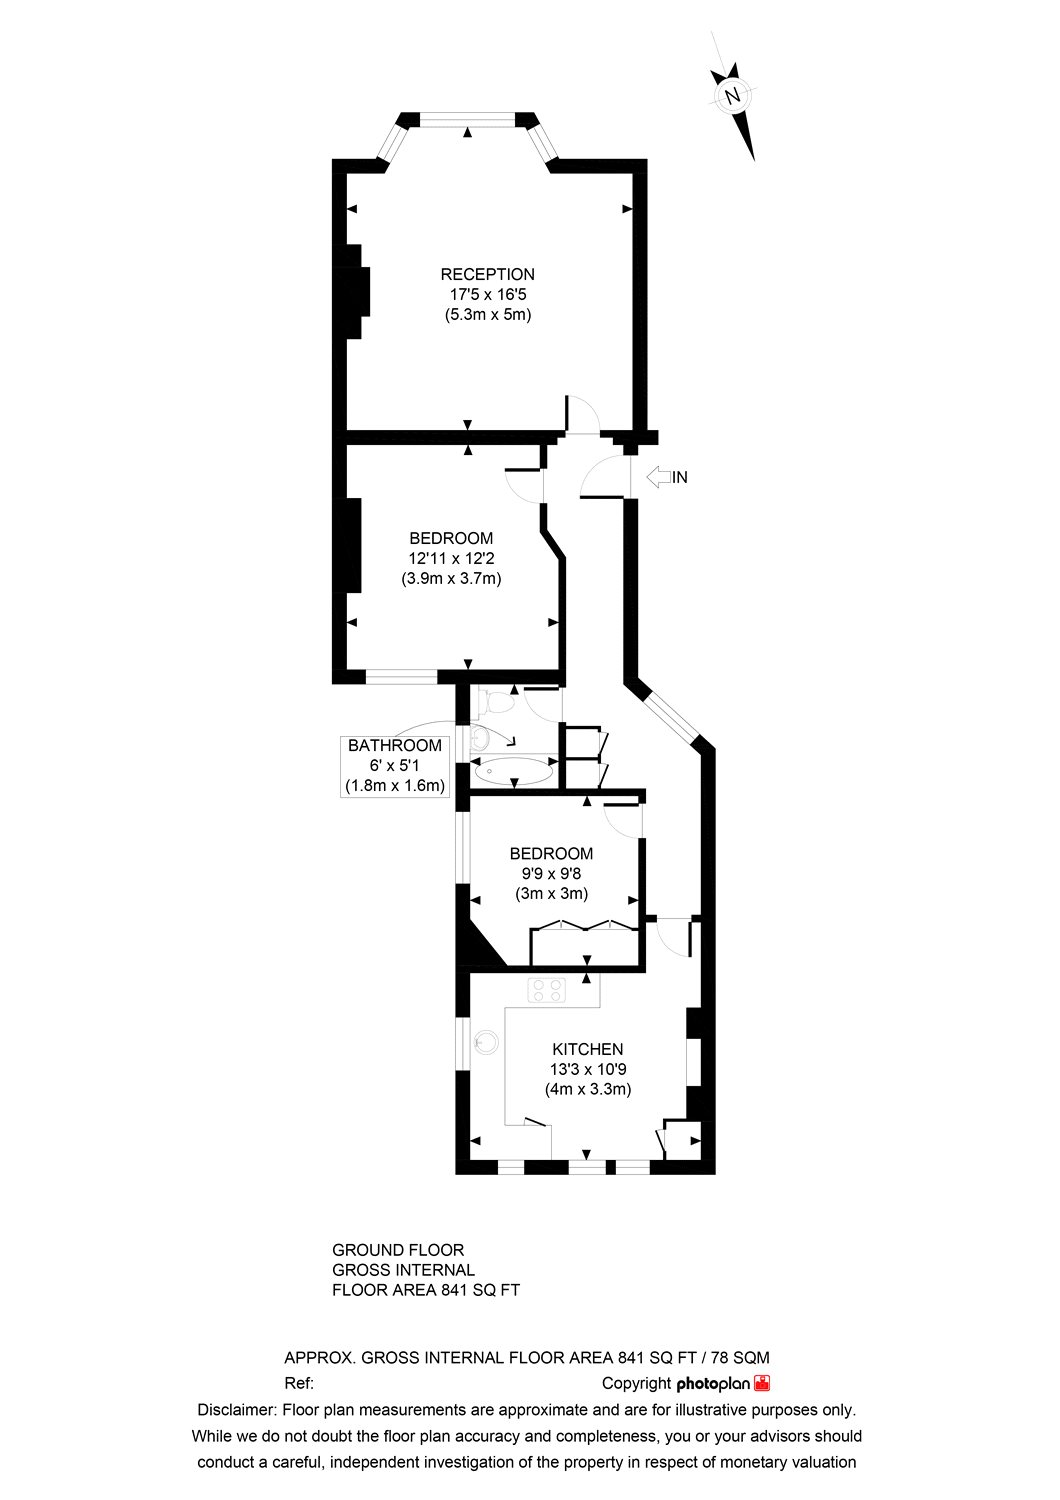 N
RECEPTION
17'5 x 16'5
(5.3m x 5m)
IN
BEDROOM
12'11 x 12'2
(3.9m x 3.7m)
BATHROOM
6' x 5'1
(1.8m x 1.6m)
BEDROOM
9'9 x 9'8
(3m x 3m)
KITCHEN
13'3 x 10'9
(4m x 3.3m)
GROUND FLOOR
GROSS INTERNAL
FLOOR AREA 841 SQ FT
APPROX. GROSS INTERNAL FLOOR AREA 841 SQ FT / 78 SQM
Ref:
Copyright photoplan
Disclaimer: Floor plan measurements are approximate and are for illustrative purposes only.
While we do not doubt the floor plan accuracy and completeness, you or your advisors should
conduct a careful, independent investigation of the property in respect of monetary valuation